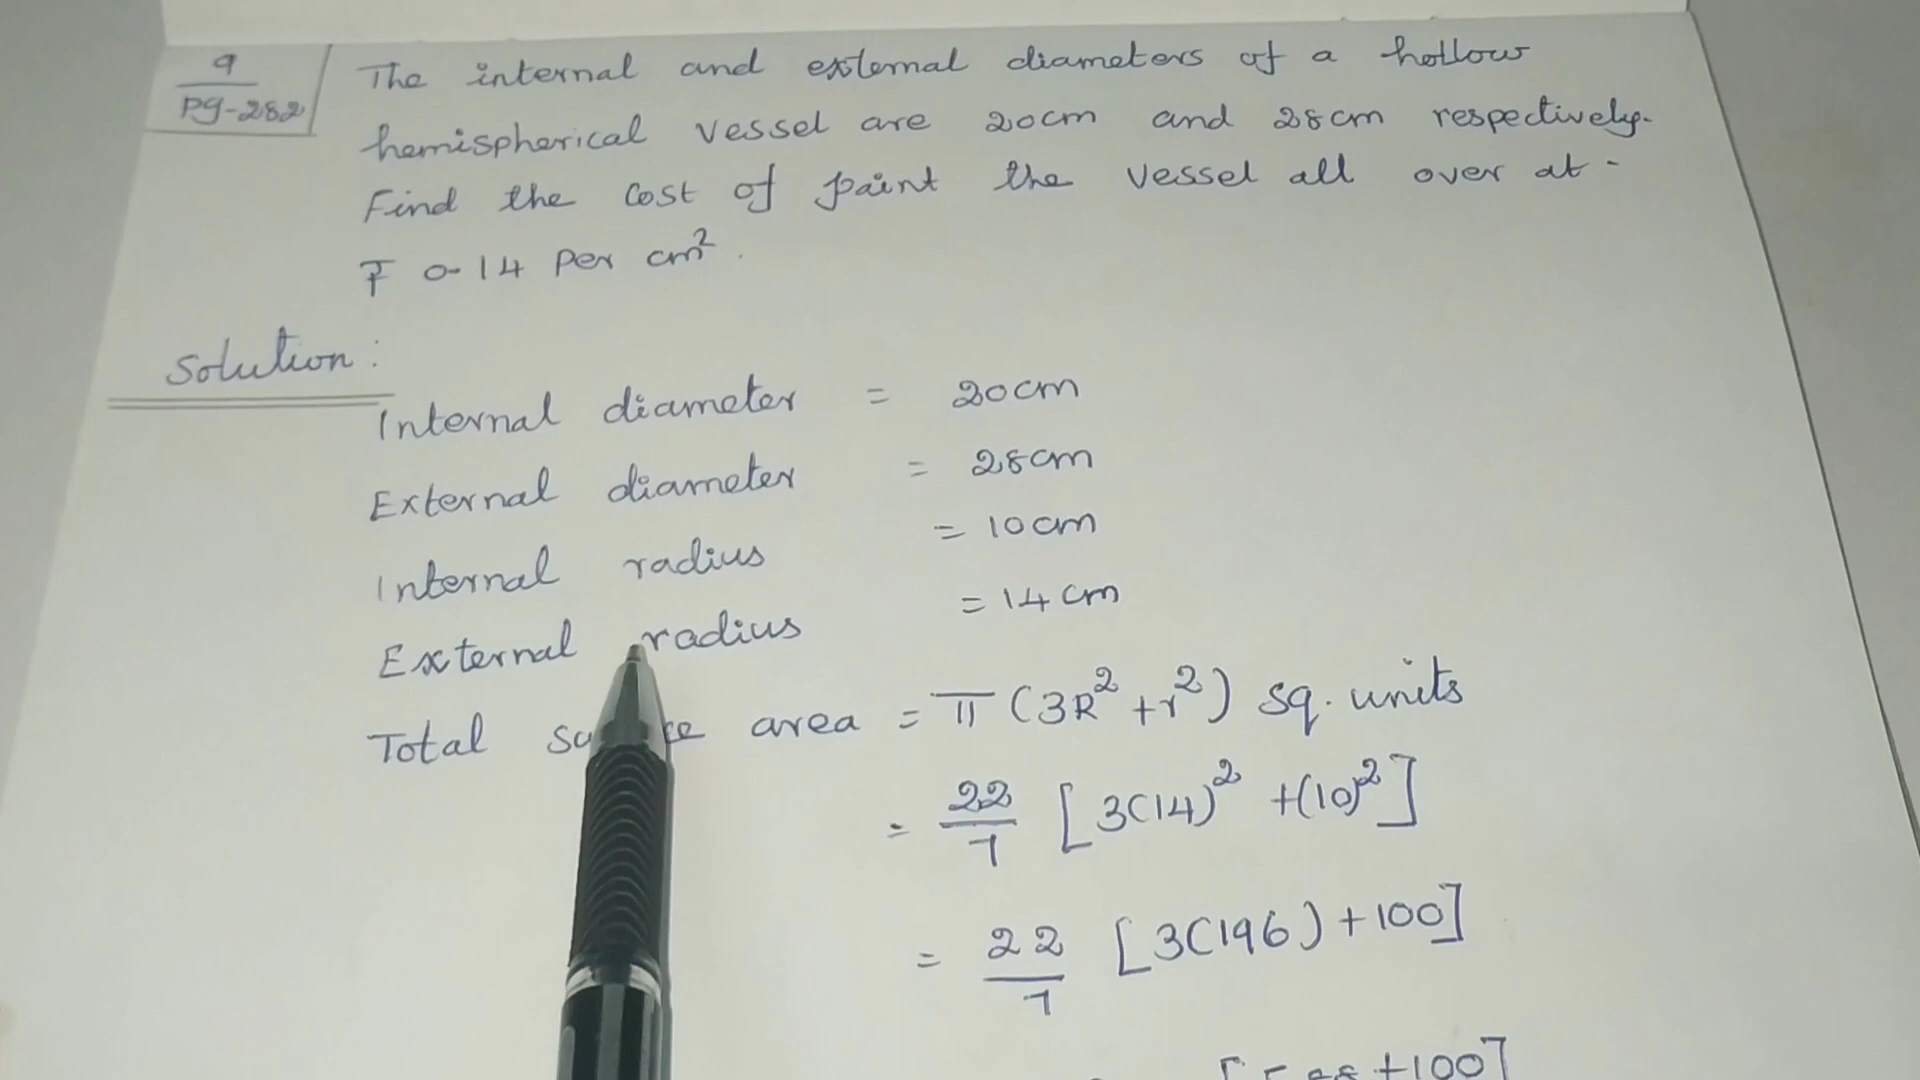 9
Pg-282
The internal and external diameters of a hollow
hemispherical vessel are 20cm and 28cm respectively.
Find the cost of paint the vessel all over at -
₹ 0.14 Per cm²
Solution :
Internal diameter = 20cm
External diameter = 28cm
Internal radius = 10cm
External radius = 14cm
Total area = π (3R² + r²) sq. units
= 22/7 [3(14)² + (10)²]
= 22/7 [3(196) + 100]
+100]